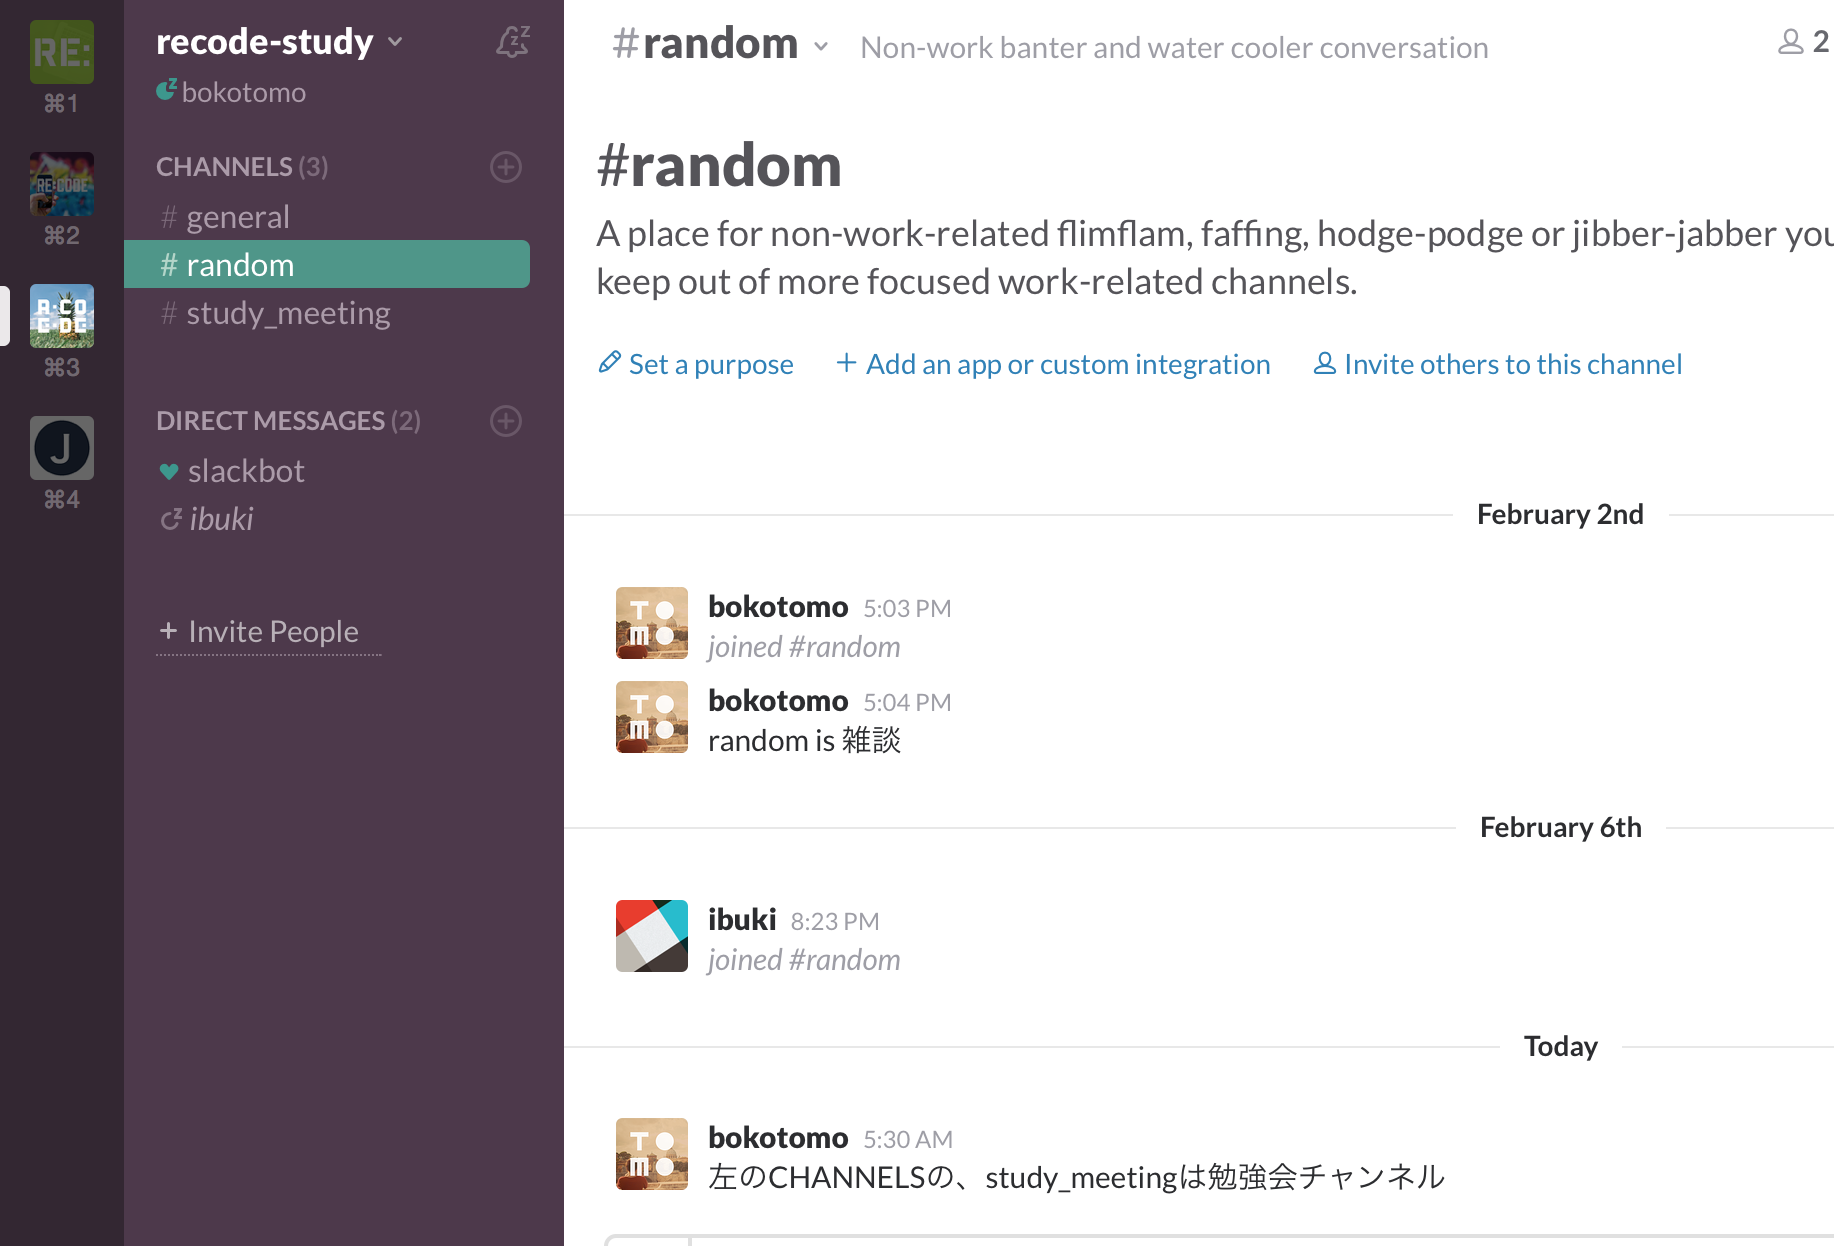 RE:
⌘1
RE:CODE
⌘2
⌘3
J
⌘4
recode-study
bokotomo
CHANNELS (3)
# general
# random
# study_meeting
DIRECT MESSAGES (2)
slackbot
ibuki
+ Invite People
#random
Non-work banter and water cooler conversation
2
#random
A place for non-work-related flimflam, faffing, hodge-podge or jibber-jabber you
keep out of more focused work-related channels.
Set a purpose + Add an app or custom integration Invite others to this channel
February 2nd
TOMO
bokotomo 5:03 PM
joined #random
TOMO
bokotomo 5:04 PM
random is 雑談
February 6th
ibuki 8:23 PM
joined #random
Today
TOMO
bokotomo 5:30 AM
左のCHANNELSの、study_meetingは勉強会チャンネル